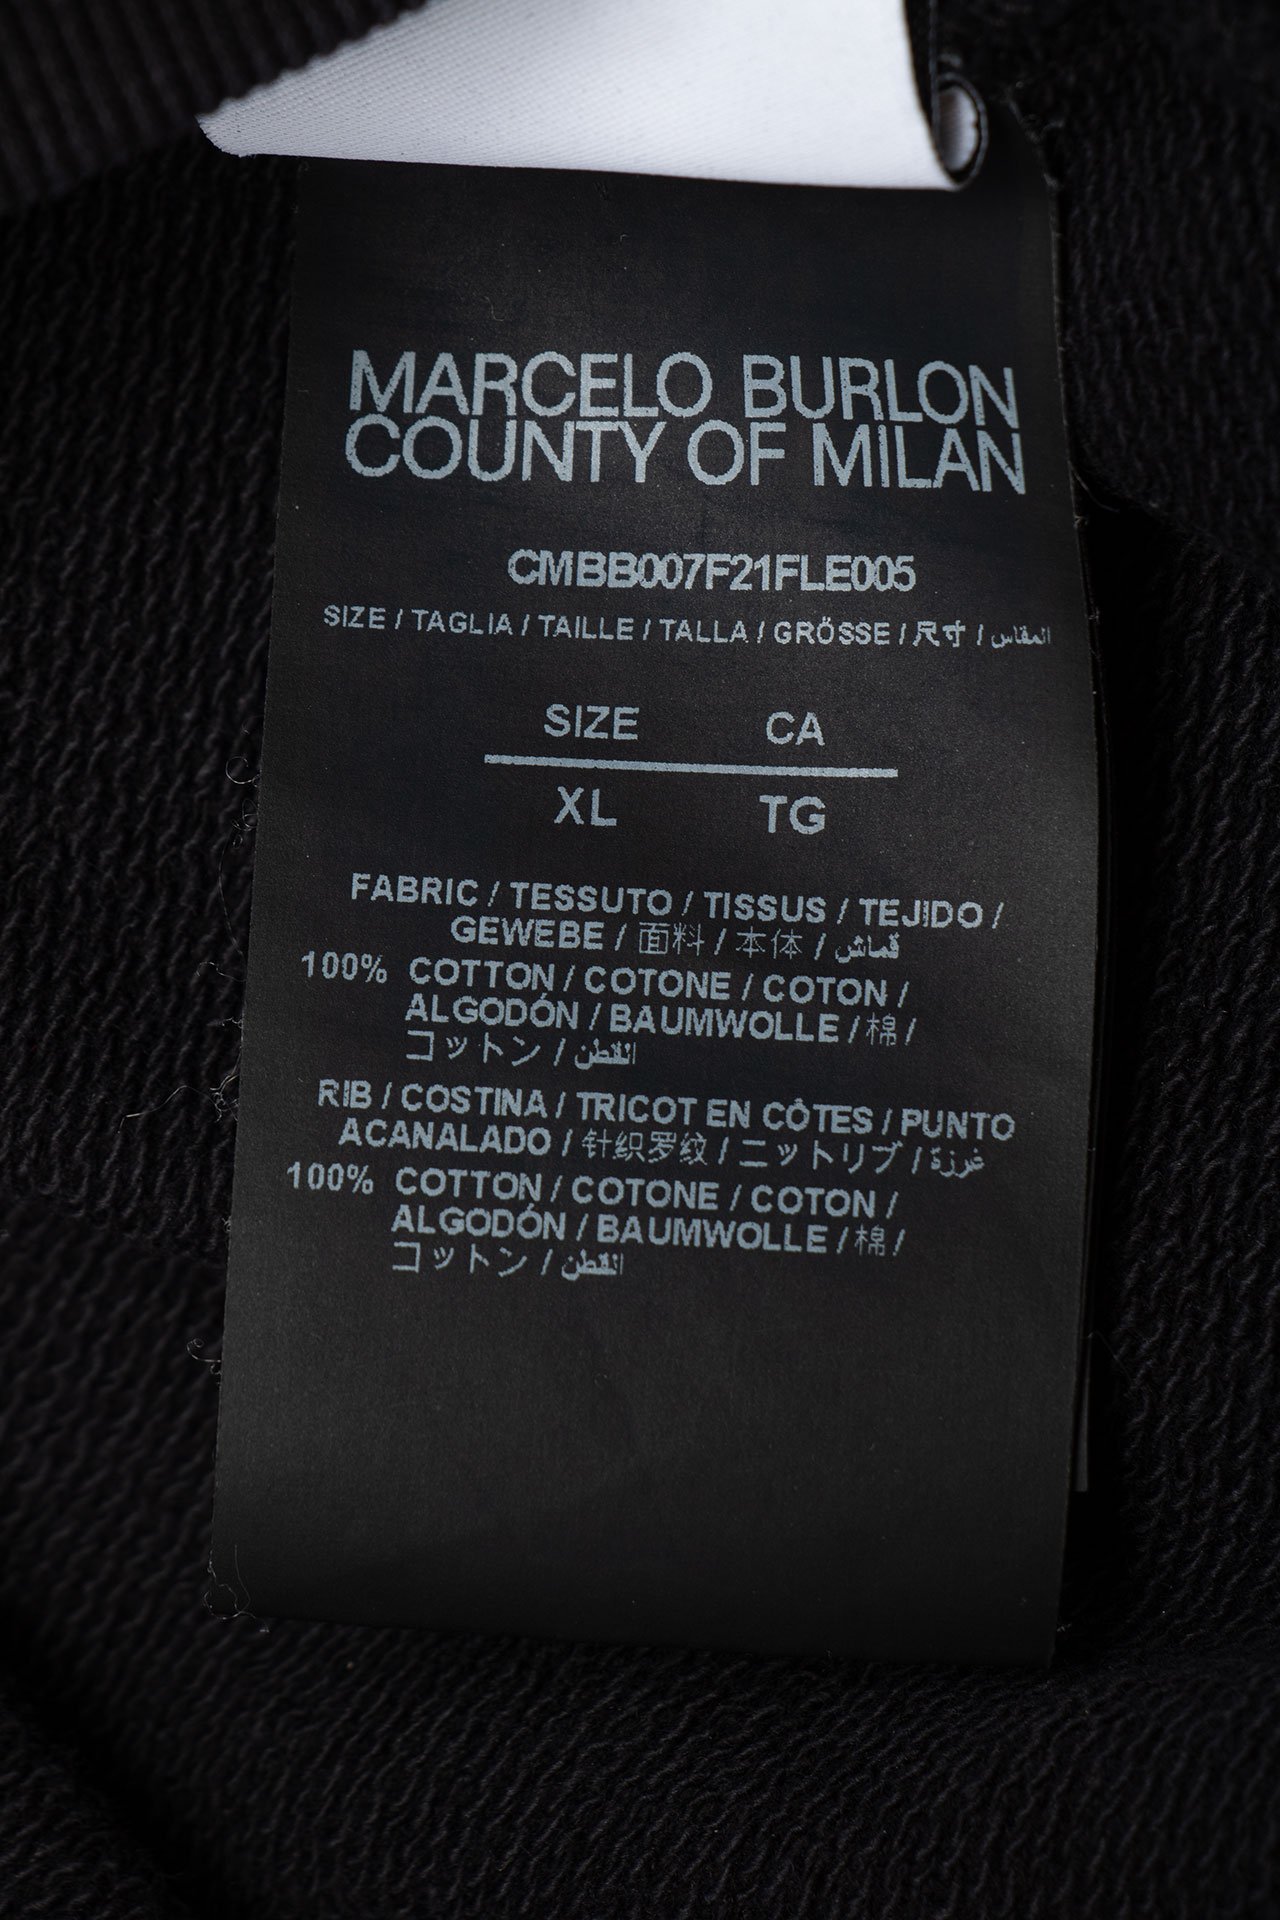 MARCELO BURLON
COUNTY OF MILAN
CMBB007F21FLE005
SIZE / TAGLIA / TAILLE / TALLA / GRÖSSE / 尺寸 / المقاس
SIZE CA
XL TG
FABRIC / TESSUTO / TISSUS / TEJIDO /
GEWEBE / 面料 / 本体 / قماش
100% COTTON / COTONE / COTON /
ALGODÓN / BAUMWOLLE / 棉 /
コットン / القطن
RIB / COSTINA / TRICOT EN CÔTES / PUNTO
ACANALADO / 针织罗纹 / ニットリブ / غرزة
100% COTTON / COTONE / COTON /
ALGODÓN / BAUMWOLLE / 棉 /
コットン / القطن